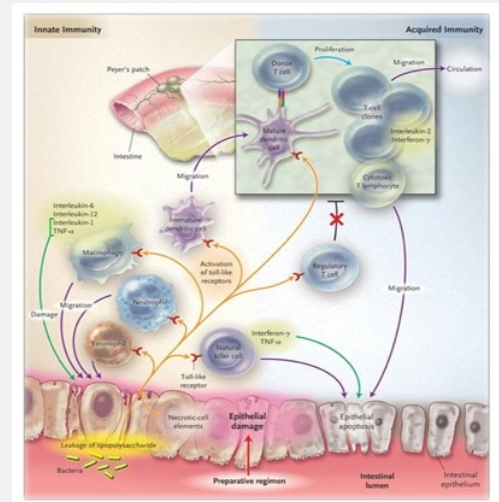 Innate Immunity
Acquired Immunity
Peyer's patch
Intestine
Donor
T cell
Proliferation
Migration
Circulation
T-cell
clones
Mature
dendritic
cell
Interleukin-2
Interferon-γ
Cytotoxic
T lymphocyte
Migration
Immature
dendritic cell
Interleukin-6
Interleukin-12
Interleukin-1
TNF-α
Macrophage
Activation
of toll-like
receptors
Regulatory
T cell
Migration
Damage
Migration
Neutrophil
Eosinophil
Natural
killer cell
Interferon-γ
TNF-α
Toll-like
receptor
Necrotic-cell
elements
Epithelial
damage
Epithelial
apoptosis
Leakage of lipopolysaccharide
Bacteria
Preparative regimen
Intestinal
lumen
Intestinal
epithelium